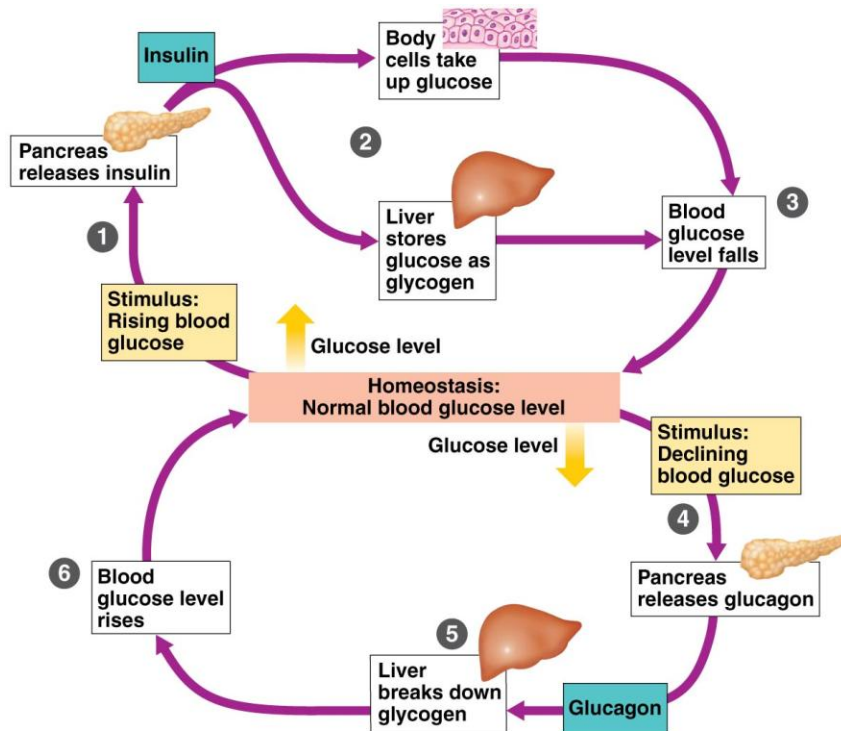 Insulin
Body
cells take
up glucose
Pancreas
releases insulin
2
1
Liver
stores
glucose as
glycogen
3
Blood
glucose
level falls
Stimulus:
Rising blood
glucose
Glucose level
Homeostasis:
Normal blood glucose level
Glucose level
Stimulus:
Declining
blood glucose
4
Pancreas
releases glucagon
6
Blood
glucose level
rises
5
Liver
breaks down
glycogen
Glucagon